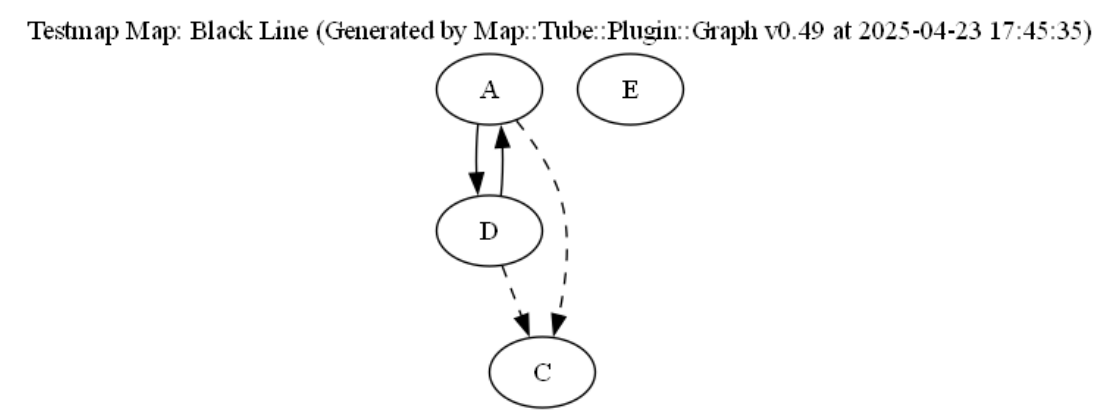 Testmap Map: Black Line (Generated by Map::Tube::Plugin::Graph v0.49 at 2025-04-23 17:45:35)
A
E
D
C